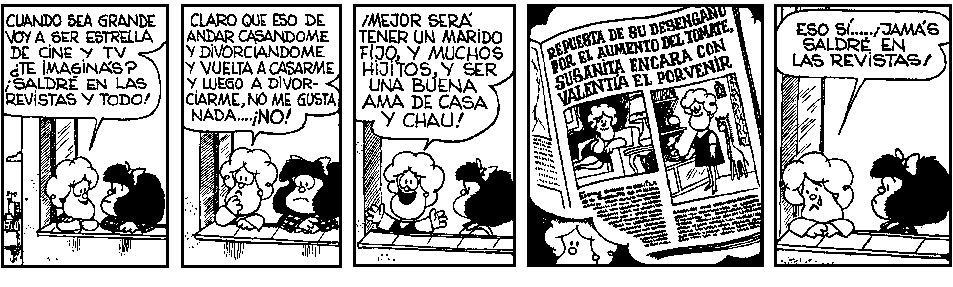 CUANDO SEA GRANDE
VOY A SER ESTRELLA
DE CINE Y TV
¿TE IMAGINÁS?
¡SALDRÉ EN LAS
REVISTAS Y TODO!
CLARO QUE ESO DE
ANDAR CASANDOME
Y DIVORCIANDOME
Y VUELTA A CASARME
Y LUEGO A DIVOR-
CIARME, NO ME GUSTA
NADA....¡NO!
¡MEJOR SERÁ
TENER UN MARIDO
FIJO, Y MUCHOS
HIJITOS, Y SER
UNA BUENA
AMA DE CASA
Y CHAU!
REPUESTA DE SU DESENGAÑO
POR EL AUMENTO DEL TOMATE,
SUSANITA ENCARA CON
VALENTÍA EL PORVENIR
ESO SÍ.....¡JAMÁS
SALDRÉ EN
LAS REVISTAS!